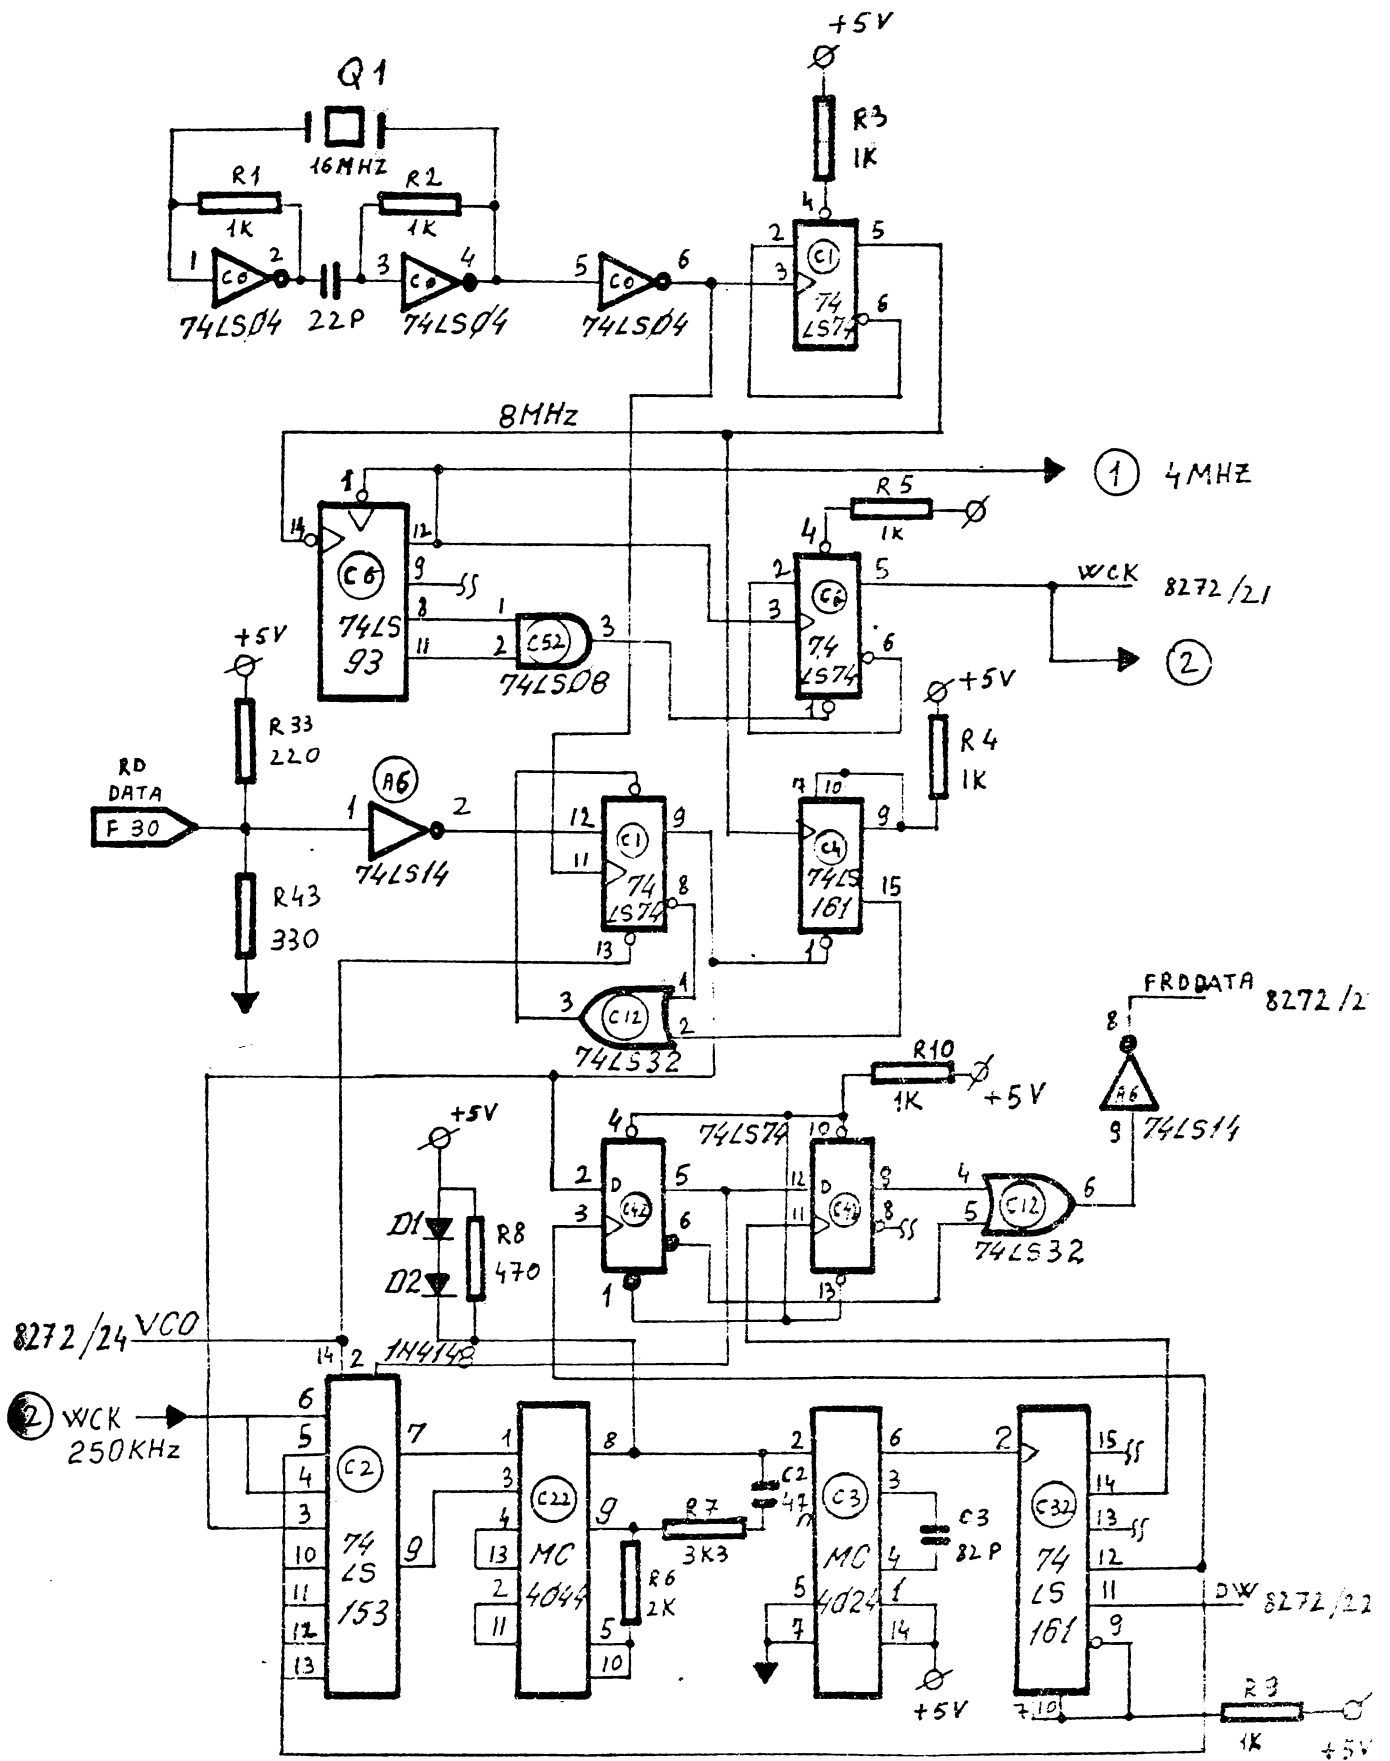 +5V
Q1
16MHZ
R3
1K
R1
1K
R2
1K
4
2
5
C1
3
74
LS74
6
1
2
C0
3
4
C0
5
6
C0
74LS04
22P
74LS04
74LS04
8MHz
1
1
4MHZ
R5
1K
14
12
4
C6
9
2
5
WCK
8272/21
8
1
C6
74LS
93
11
2
C52
3
3
74
LS74
6
2
74LS08
1
+5V
+5V
R33
220
R4
1K
RD
DATA
F30
A6
1
2
74LS14
7
10
12
9
C1
11
74
8
LS74
13
9
C4
74LS
161
15
1
R43
330
1
3
C12
2
74LS32
FRDDATA
8272/2
8
A6
9
74LS14
R10
1K
+5V
+5V
4
74LS74
10
2
D
5
C42
3
6
1
12
D
9
C42
11
8
13
4
C12
5
6
74LS32
D1
D2
R8
470
1N4148
8272/24
VCO
14
2
2
WCK
250KHz
6
5
4
3
10
11
12
13
7
C2
74
LS
153
9
1
3
4
13
2
11
8
C22
9
MC
4044
5
10
C2
47
R7
3K3
R6
2K
2
6
C3
3
MC
4
4024
5
1
7
14
C3
82P
+5V
2
15
14
C32
13
74
12
LS
11
161
9
DW
8272/22
7
10
R9
1K
+5V